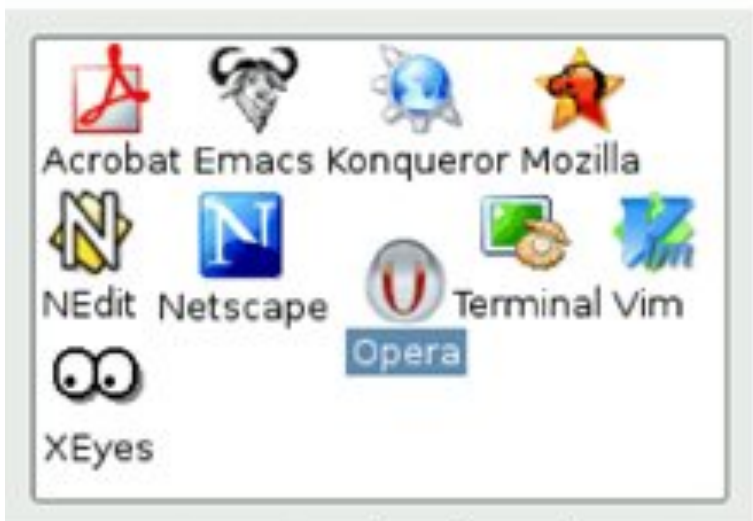 Acrobat Emacs Konqueror Mozilla
NEdit Netscape Terminal Vim
Opera
XEyes